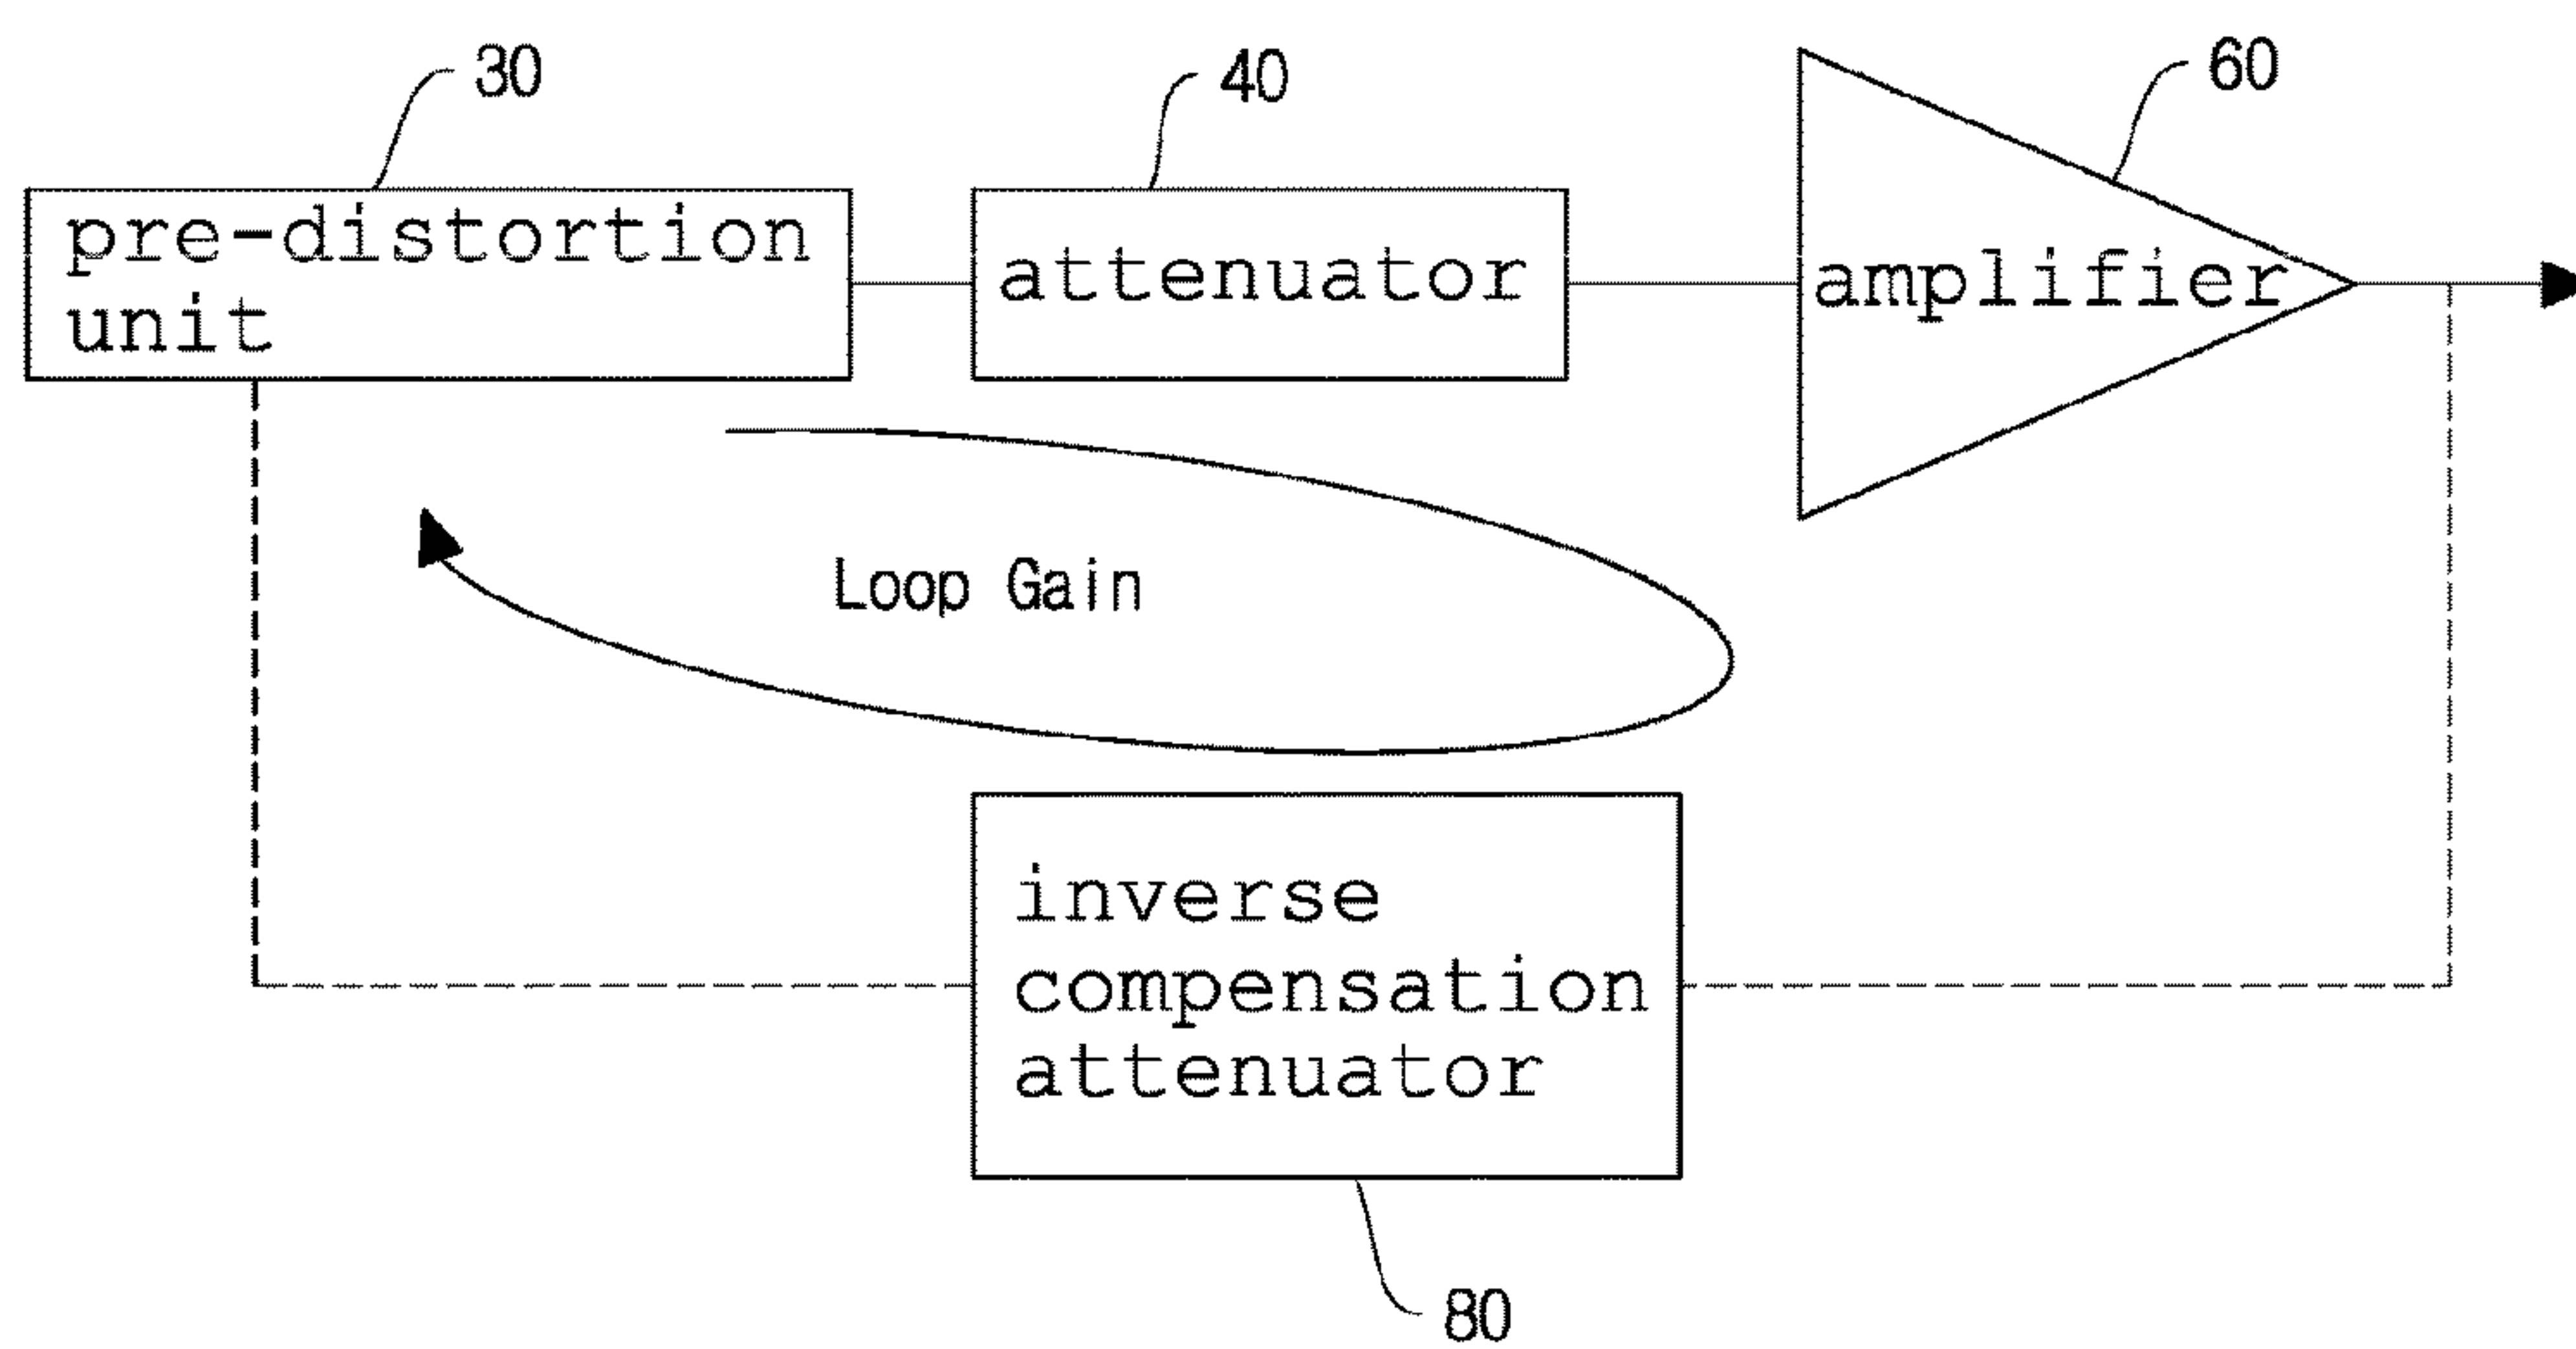 30
40
60
pre-distortion
unit
attenuator
amplifier
Loop Gain
inverse
compensation
attenuator
80